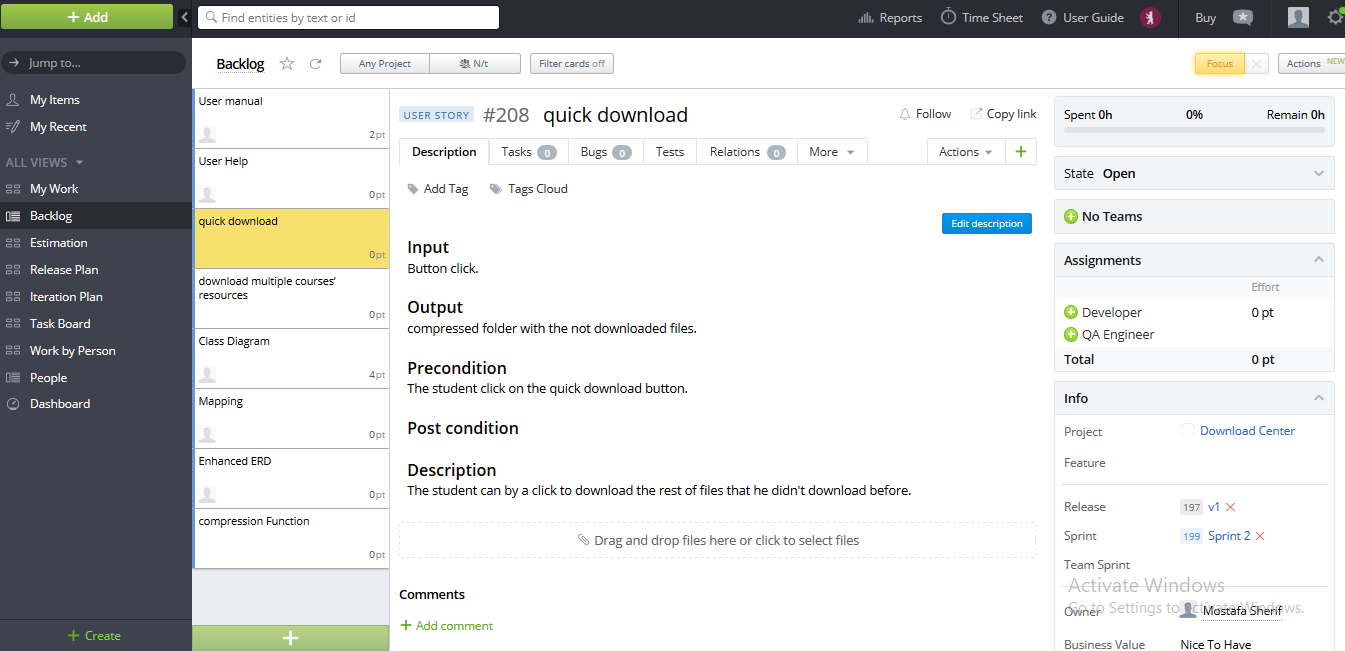 + Add
Find entities by text or id
Reports
Time Sheet
? User Guide
Buy
Jump to...
My Items
My Recent
ALL VIEWS
My Work
Backlog
Estimation
Release Plan
Iteration Plan
Task Board
Work by Person
People
Dashboard
+ Create
Backlog
Any Project
N/t
Filter cards off
Focus
Actions NEW
User manual
2pt
User Help
0pt
quick download
0pt
download multiple courses'
resources
0pt
Class Diagram
4pt
Mapping
0pt
Enhanced ERD
0pt
compression Function
0pt
USER STORY #208 quick download
Follow
Copy link
Description
Tasks 0
Bugs 0
Tests
Relations 0
More
Actions
Add Tag
Tags Cloud
Edit description
Input
Button click.
Output
compressed folder with the not downloaded files.
Precondition
The student click on the quick download button.
Post condition
Description
The student can by a click to download the rest of files that he didn't download before.
Drag and drop files here or click to select files
Comments
+ Add comment
Spent 0h 0% Remain 0h
State Open
No Teams
Assignments
Effort
Developer 0 pt
QA Engineer
Total 0 pt
Info
Project Download Center
Feature
Release 197 v1
Sprint 199 Sprint 2
Team Sprint
Activate Windows
Go to Settings to activate Windows.
Owner Mostafa Sherif
Business Value Nice To Have